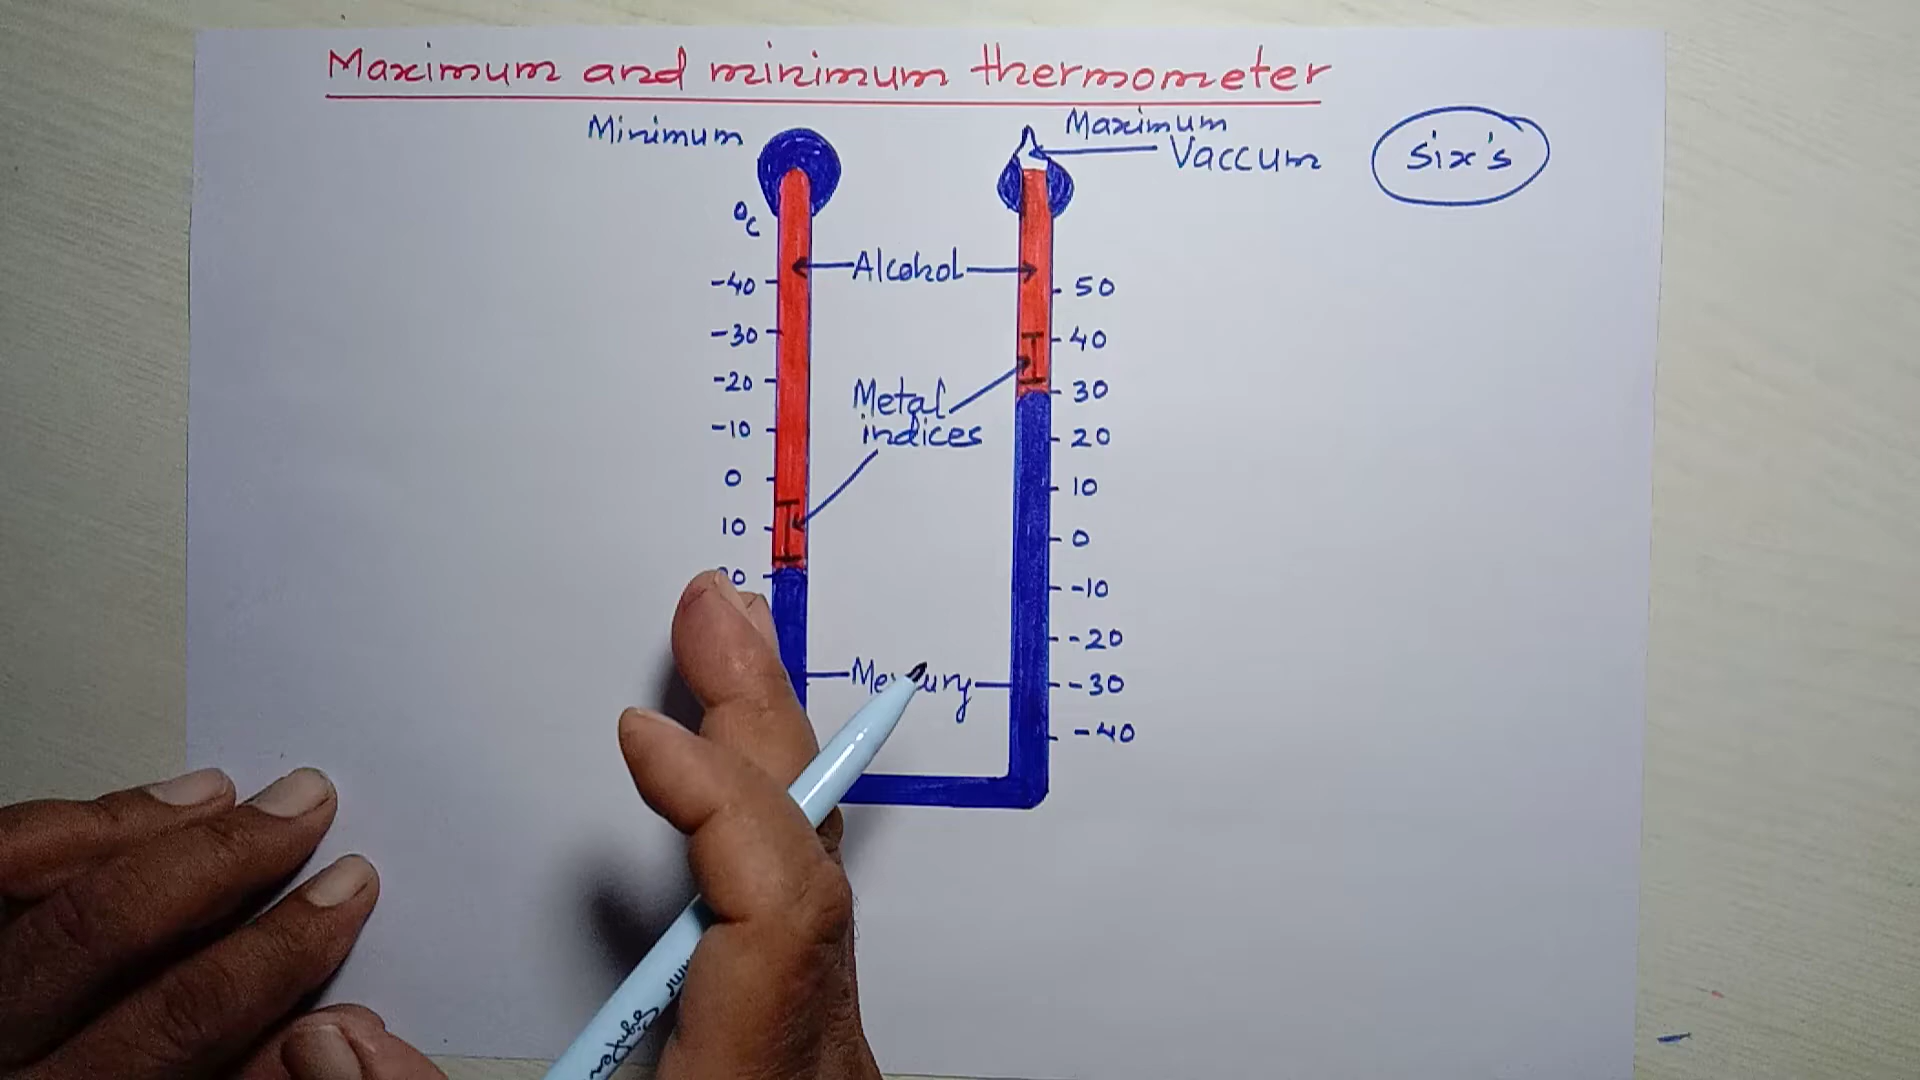 Maximum and minimum thermometer
Minimum
Maximum
Vaccum
six's
°c
Alcohol
-40
-30
-20
-10
0
10
50
40
30
20
10
0
-10
-20
-30
-40
Metal
indices
Mercury